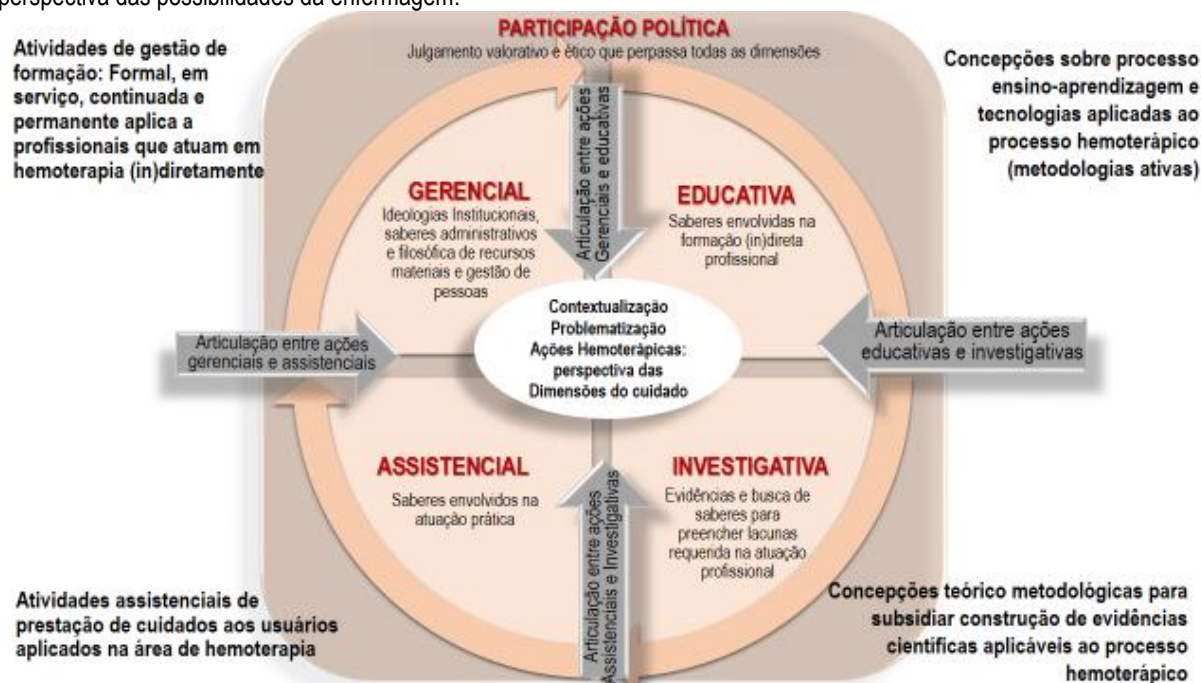 perspectiva das possibilidades da enfermagem.
PARTICIPAÇÃO POLÍTICA
Julgamento valorativo e ético que perpassa todas as dimensões
Atividades de gestão de
formação: Formal, em
serviço, continuada e
permanente aplica a
profissionais que atuam em
hemoterapia (in)diretamente
Concepções sobre processo
ensino-aprendizagem e
tecnologias aplicadas ao
processo hemoterápico
(metodologias ativas)
Articulação entre ações
Gerenciais e educativas
GERENCIAL
Ideologias Institucionais,
saberes administrativos
e filosófica de recursos
materiais e gestão de
pessoas
EDUCATIVA
Saberes envolvidas na
formação (in)direta
profissional
Articulação entre ações
gerenciais e assistenciais
Contextualização
Problematização
Ações Hemoterápicas:
perspectiva das
Dimensões do cuidado
Articulação entre ações
educativas e investigativas
ASSISTENCIAL
Saberes envolvidos na
atuação prática
INVESTIGATIVA
Evidências e busca de
saberes para
preencher lacunas
requerida na atuação
profissional
Articulação entre ações
Assistenciais e Investigativas
Atividades assistenciais de
prestação de cuidados aos usuários
aplicados na área de hemoterapia
Concepções teórico metodológicas para
subsidiar construção de evidências
científicas aplicáveis ao processo
hemoterápico